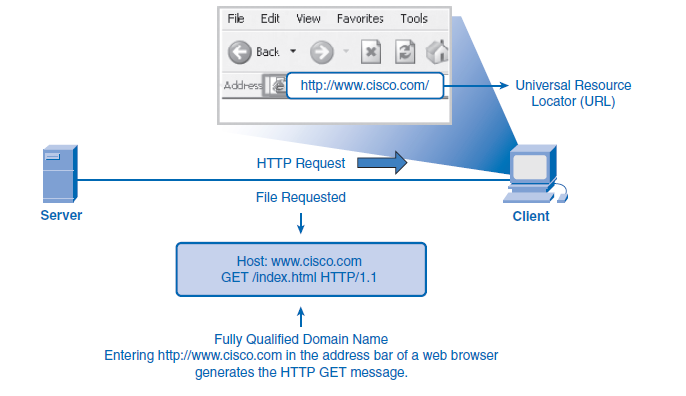 File Edit View Favorites Tools
Back
Address
http://www.cisco.com/
Universal Resource
Locator (URL)
HTTP Request
File Requested
Server
Client
Host: www.cisco.com
GET /index.html HTTP/1.1
Fully Qualified Domain Name
Entering http://www.cisco.com in the address bar of a web browser
generates the HTTP GET message.